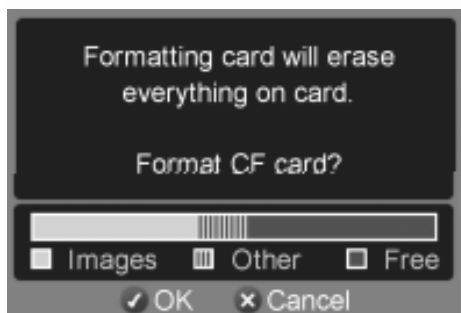 Formatting card will erase
everything on card.
Format CF card?
Images Other Free
OK Cancel